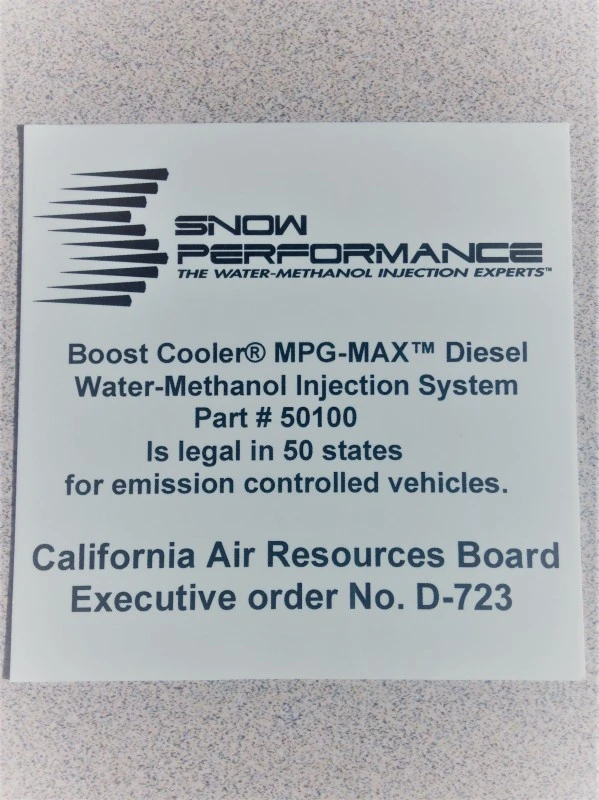 SNOW
PERFORMANCE
THE WATER-METHANOL INJECTION EXPERTS™
Boost Cooler® MPG-MAX™ Diesel
Water-Methanol Injection System
Part # 50100
Is legal in 50 states
for emission controlled vehicles.
California Air Resources Board
Executive order No. D-723